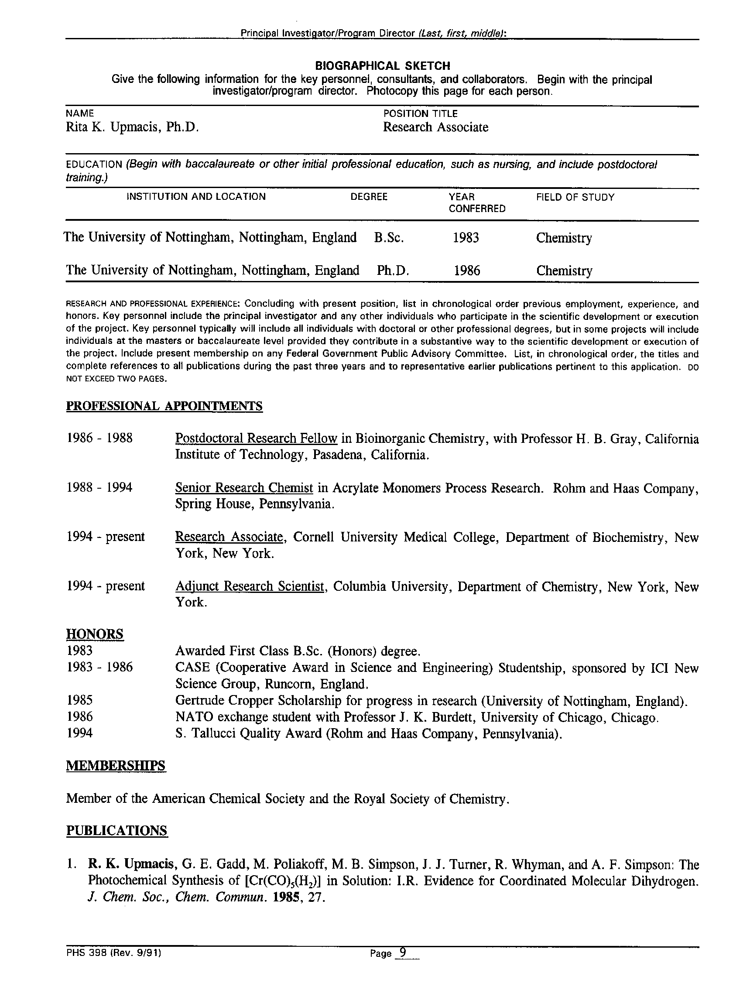 Principal Investigator/Program Director (Last, first, middle):
BIOGRAPHICAL SKETCH
Give the following information for the key personnel, consultants, and collaborators. Begin with the principal
investigator/program director. Photocopy this page for each person.
NAME POSITION TITLE
Rita K. Upmacis, Ph.D. Research Associate
EDUCATION (Begin with baccalaureate or other initial professional education, such as nursing, and include postdoctoral
training.)
INSTITUTION AND LOCATION DEGREE YEAR FIELD OF STUDY
CONFERRED
The University of Nottingham, Nottingham, England B.Sc. 1983 Chemistry
The University of Nottingham, Nottingham, England Ph.D. 1986 Chemistry
RESEARCH AND PROFESSIONAL EXPERIENCE: Concluding with present position, list in chronological order previous employment, experience, and
honors. Key personnel include the principal investigator and any other individuals who participate in the scientific development or execution
of the project. Key personnel typically will include all individuals with doctoral or other professional degrees, but in some projects will include
individuals at the masters or baccalaureate level provided they contribute in a substantive way to the scientific development or execution of
the project. Include present membership on any Federal Government Public Advisory Committee. List, in chronological order, the titles and
complete references to all publications during the past three years and to representative earlier publications pertinent to this application. DO
NOT EXCEED TWO PAGES.
PROFESSIONAL APPOINTMENTS
1986 - 1988 Postdoctoral Research Fellow in Bioinorganic Chemistry, with Professor H. B. Gray, California
Institute of Technology, Pasadena, California.
1988 - 1994 Senior Research Chemist in Acrylate Monomers Process Research. Rohm and Haas Company,
Spring House, Pennsylvania.
1994 - present Research Associate, Cornell University Medical College, Department of Biochemistry, New
York, New York.
1994 - present Adjunct Research Scientist, Columbia University, Department of Chemistry, New York, New
York.
HONORS
1983 Awarded First Class B.Sc. (Honors) degree.
1983 - 1986 CASE (Cooperative Award in Science and Engineering) Studentship, sponsored by ICI New
Science Group, Runcorn, England.
1985 Gertrude Cropper Scholarship for progress in research (University of Nottingham, England).
1986 NATO exchange student with Professor J. K. Burdett, University of Chicago, Chicago.
1994 S. Tallucci Quality Award (Rohm and Haas Company, Pennsylvania).
MEMBERSHIPS
Member of the American Chemical Society and the Royal Society of Chemistry.
PUBLICATIONS
1. R. K. Upmacis, G. E. Gadd, M. Poliakoff, M. B. Simpson, J. J. Turner, R. Whyman, and A. F. Simpson: The
Photochemical Synthesis of [Cr(CO)₅(H₂)] in Solution: I.R. Evidence for Coordinated Molecular Dihydrogen.
J. Chem. Soc., Chem. Commun. 1985, 27.
PHS 398 (Rev. 9/91) Page 9